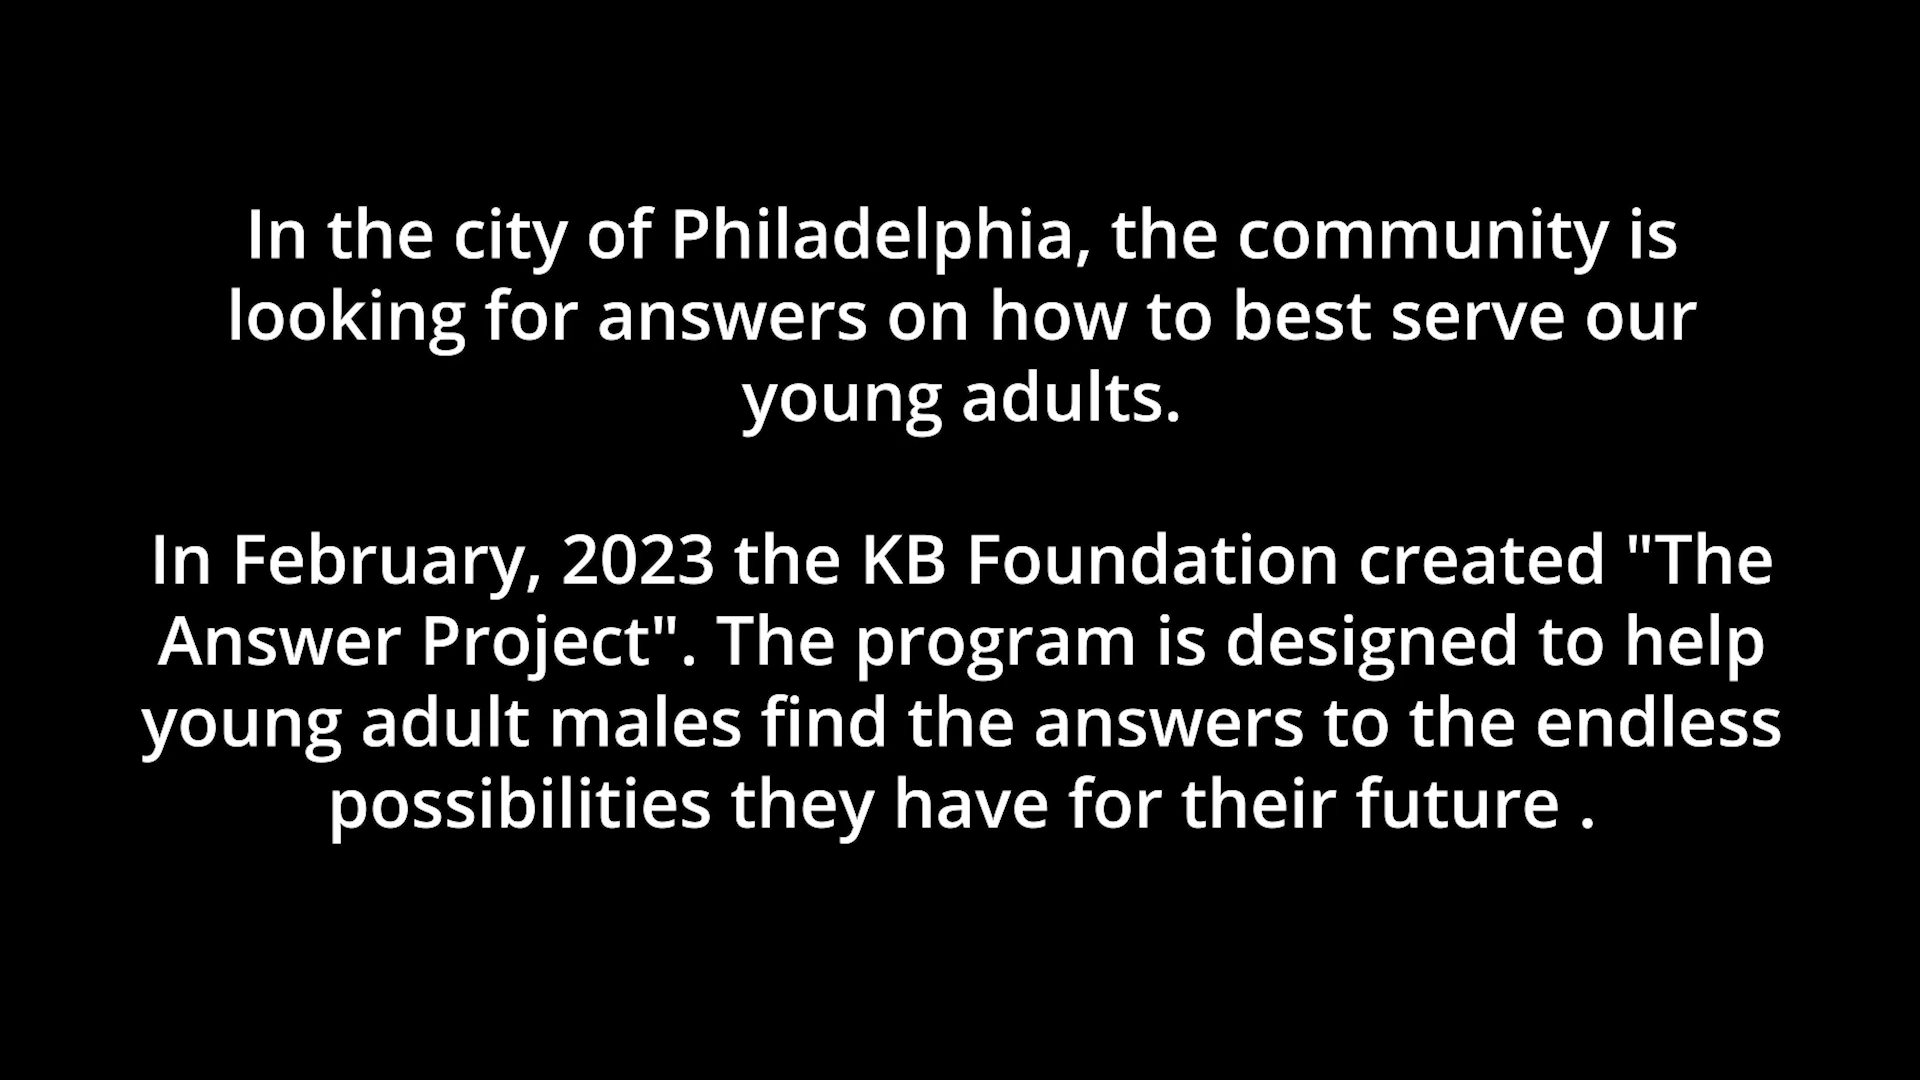 In the city of Philadelphia, the community is
looking for answers on how to best serve our
young adults.
In February, 2023 the KB Foundation created "The
Answer Project". The program is designed to help
young adult males find the answers to the endless
possibilities they have for their future .